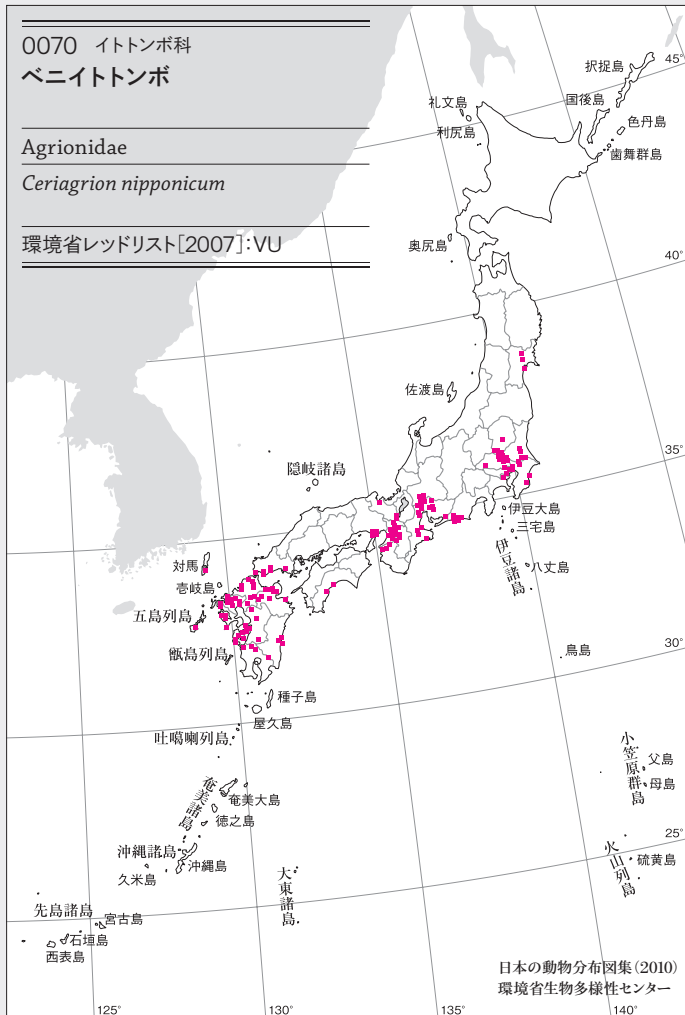 0070 イトトンボ科
ベニイトトンボ
Agrionidae
Ceriagrion nipponicum
環境省レッドリスト[2007]:VU
択捉島
45°
国後島
礼文島
色丹島
利尻島
歯舞群島
奥尻島
40°
佐渡島
35°
隠岐諸島
伊豆大島
三宅島
伊豆諸島
八丈島
対馬
壱岐島
五島列島
甑島列島
鳥島
30°
種子島
屋久島
吐噶喇列島
小笠原群島
父島
母島
奄美諸島
奄美大島
徳之島
25°
沖縄諸島
沖縄島
火山列島
硫黄島
久米島
大東諸島
先島諸島
宮古島
石垣島
西表島
日本の動物分布図集(2010)
環境省生物多様性センター
125°
130°
135°
140°